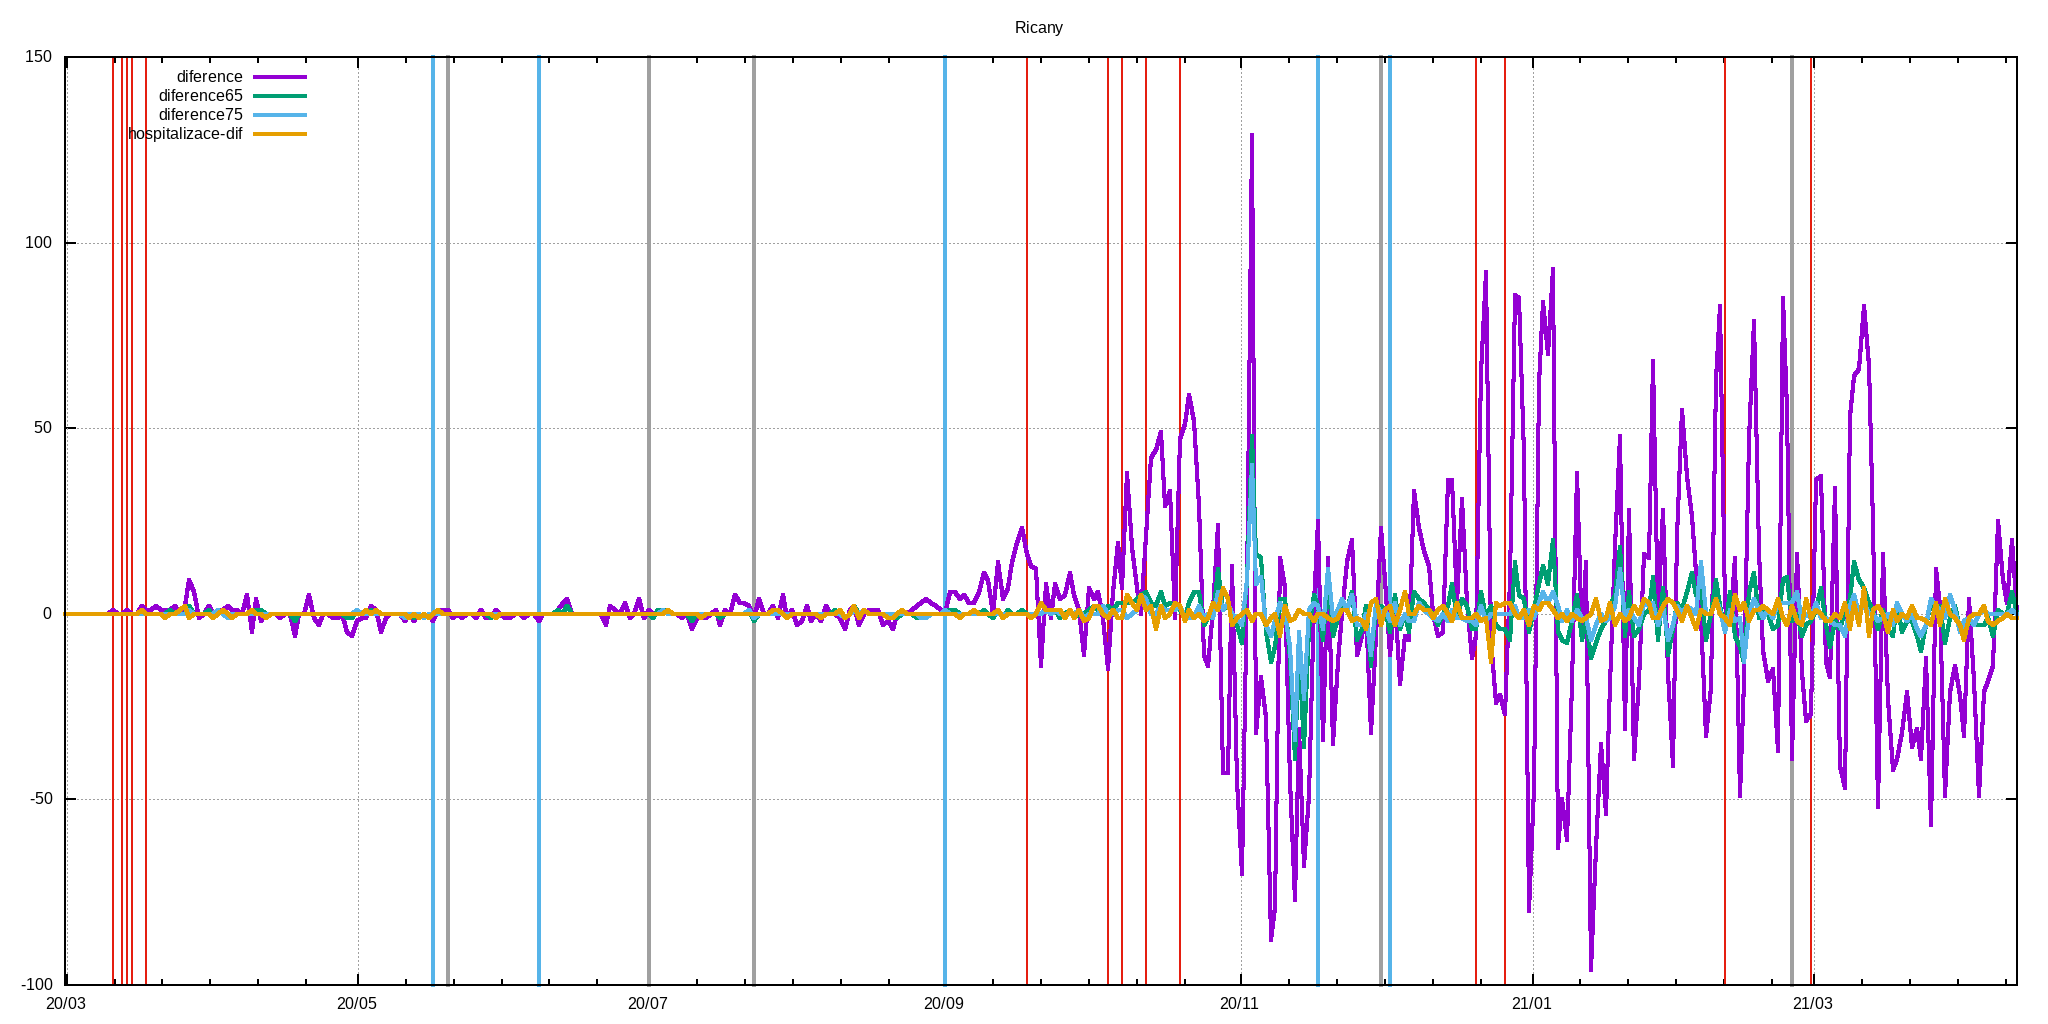 Ricany
150
diference
diference65
diference75
hospitalizace-dif
100
50
0
-50
-100
20/03 20/05 20/07 20/09 20/11 21/01 21/03